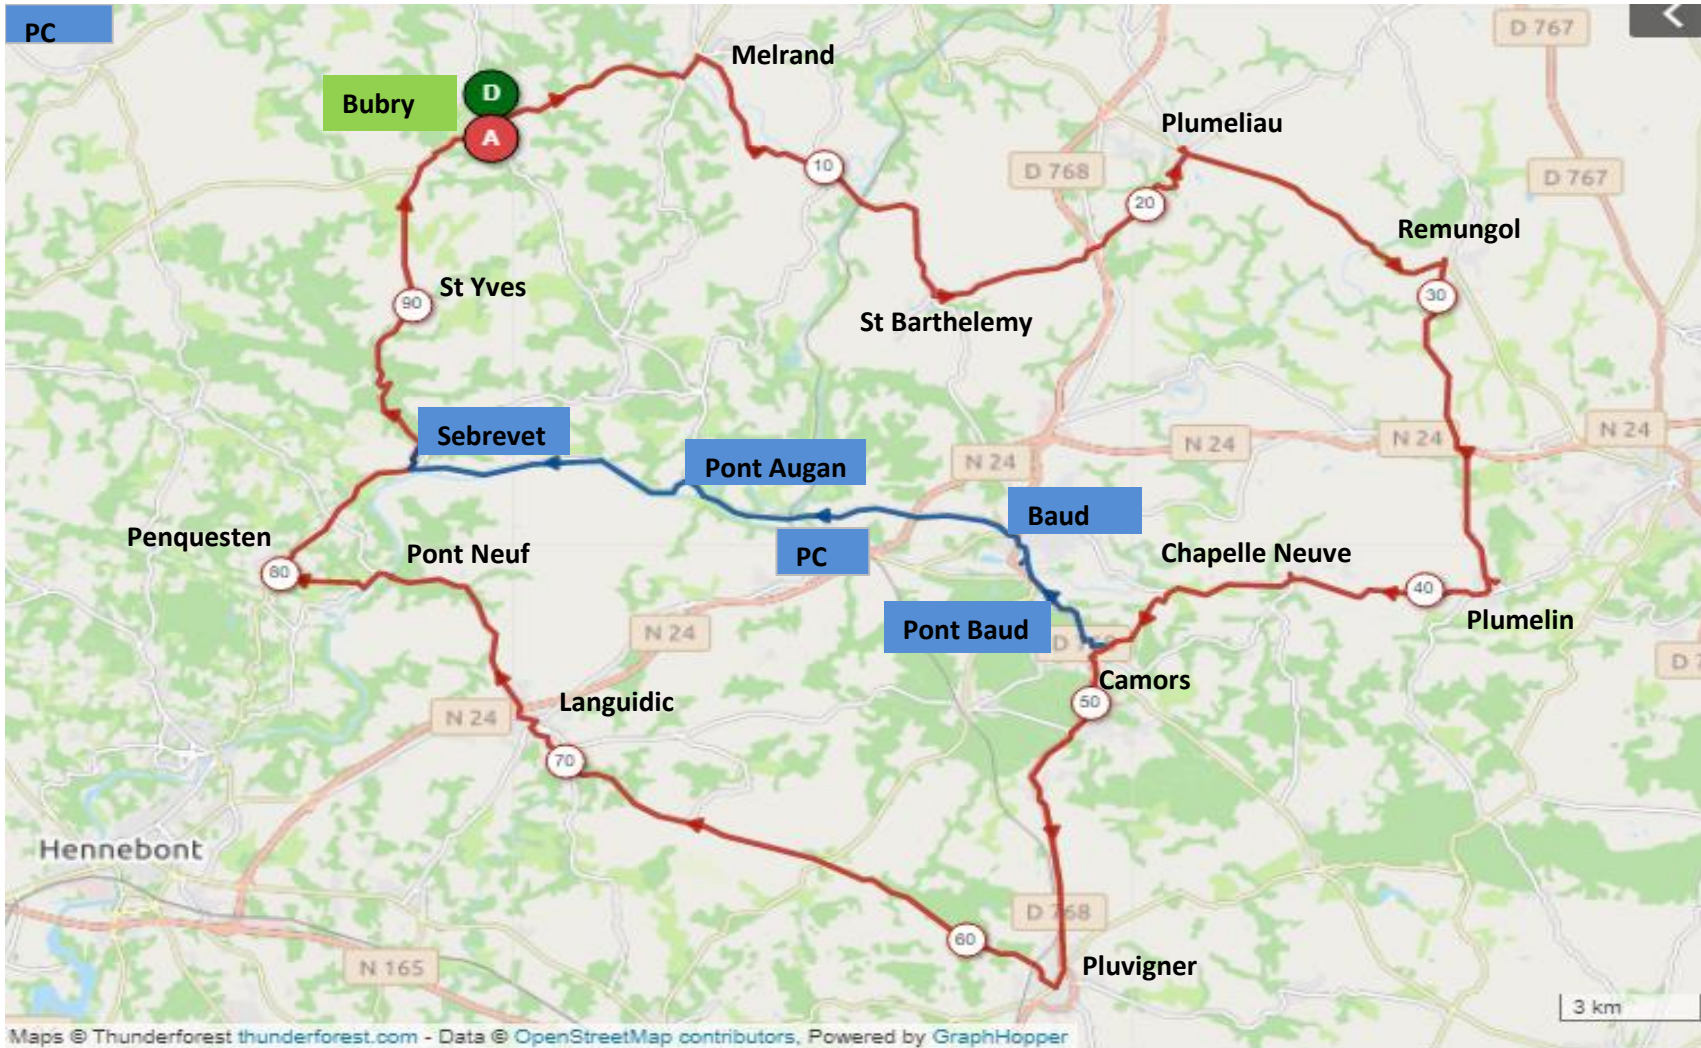 PC
D 767
Melrand
D
Bubry
A
Plumeliau
10
D 768
D 767
20
Remungol
St Yves
90
30
St Barthelemy
Sebrevet
N 24
N 24
N 24
N 24
Pont Augan
Baud
Penquesten
Pont Neuf
PC
Chapelle Neuve
80
40
Plumelin
Pont Baud
N 24
D 768
D 7
Camors
50
Languidic
N 24
70
Hennebont
D 768
60
Pluvigner
N 165
3 km
Maps © Thunderforest thunderforest.com - Data © OpenStreetMap contributors, Powered by GraphHopper